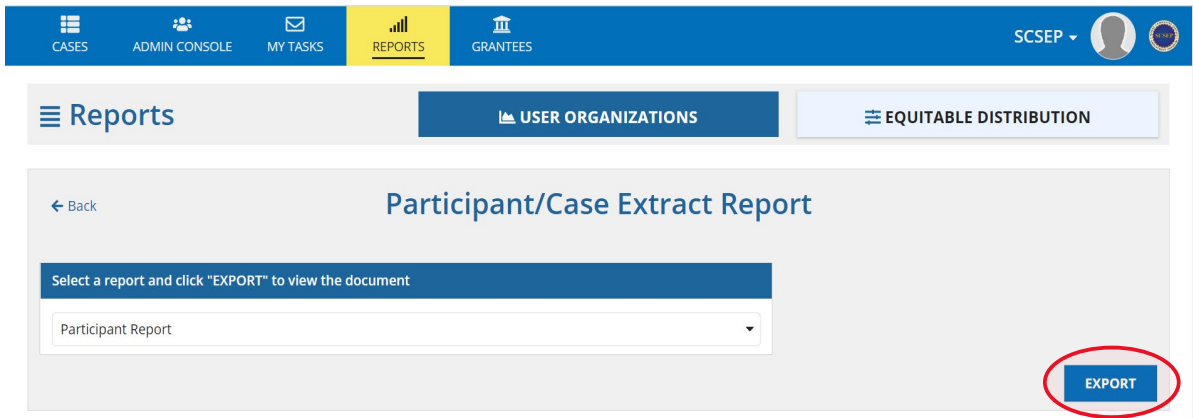 CASES
ADMIN CONSOLE
MY TASKS
REPORTS
GRANTEES
SCSEP
SCSEP
Reports
USER ORGANIZATIONS
EQUITABLE DISTRIBUTION
Back
Participant/Case Extract Report
Select a report and click "EXPORT" to view the document
Participant Report
EXPORT